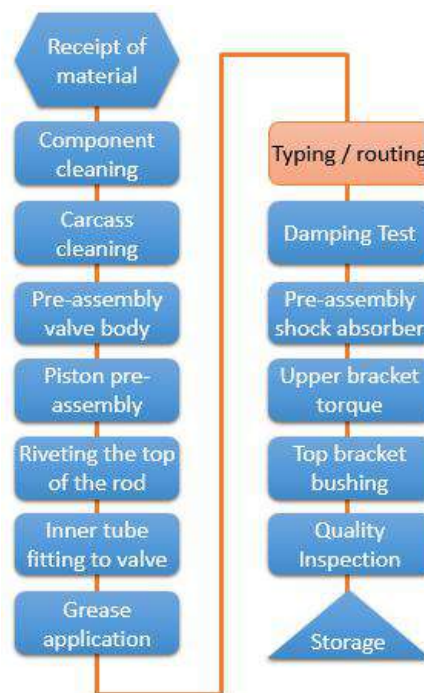 Receipt of
material
Component
cleaning
Carcass
cleaning
Pre-assembly
valve body
Piston pre-
assembly
Riveting the top
of the rod
Inner tube
fitting to valve
Grease
application
Typing / routing
Damping Test
Pre-assembly
shock absorber
Upper bracket
torque
Top bracket
bushing
Quality
Inspection
Storage